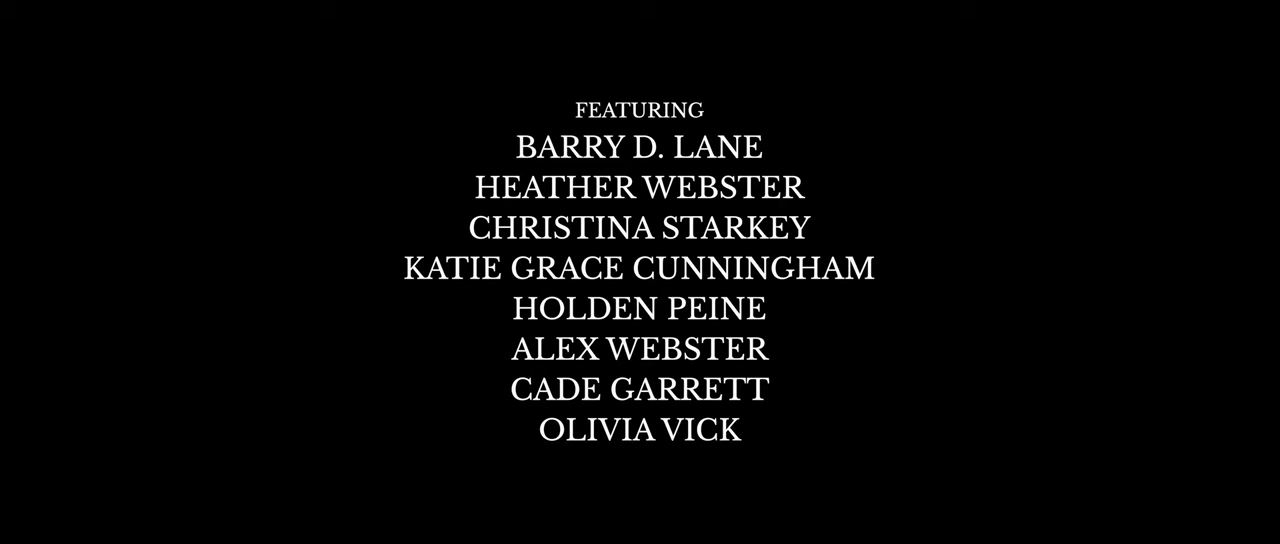 FEATURING
BARRY D. LANE
HEATHER WEBSTER
CHRISTINA STARKEY
KATIE GRACE CUNNINGHAM
HOLDEN PEINE
ALEX WEBSTER
CADE GARRETT
OLIVIA VICK